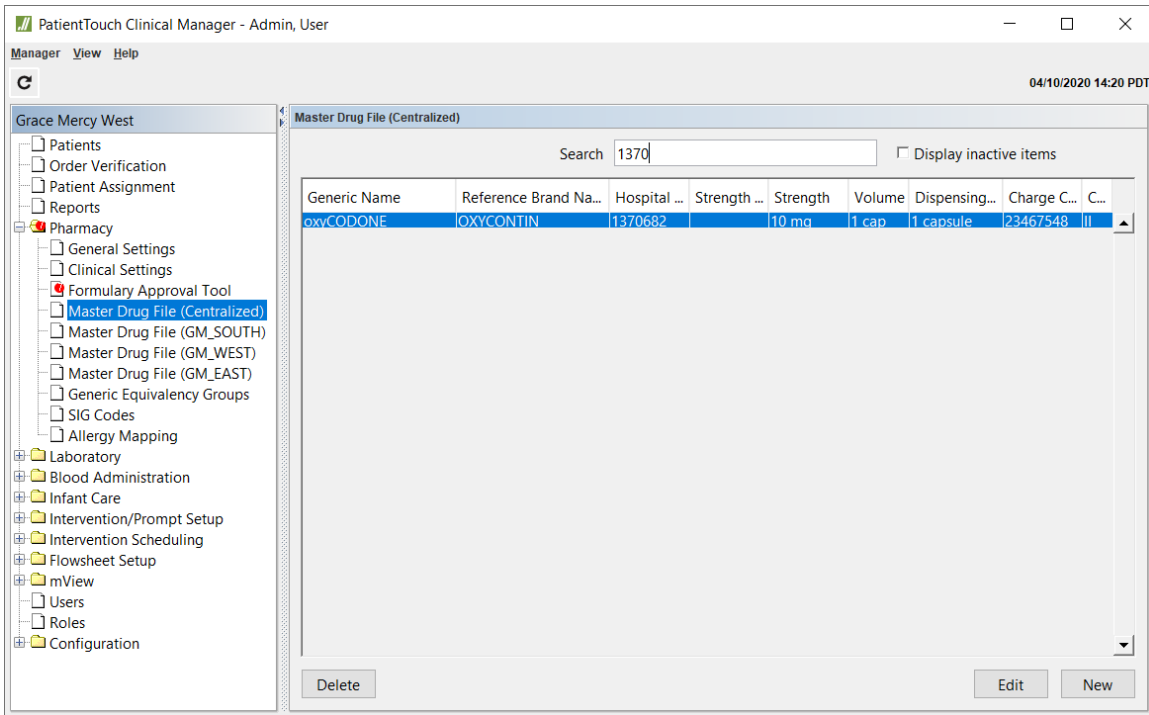 PatientTouch Clinical Manager - Admin, User
Manager View Help
04/10/2020 14:20 PDT
Grace Mercy West
Patients
Order Verification
Patient Assignment
Reports
Pharmacy
General Settings
Clinical Settings
Formulary Approval Tool
Master Drug File (Centralized)
Master Drug File (GM_SOUTH)
Master Drug File (GM_WEST)
Master Drug File (GM_EAST)
Generic Equivalency Groups
SIG Codes
Allergy Mapping
Laboratory
Blood Administration
Infant Care
Intervention/Prompt Setup
Intervention Scheduling
Flowsheet Setup
mView
Users
Roles
Configuration
Master Drug File (Centralized)
Search 1370 Display inactive items
Generic Name Reference Brand Na... Hospital ... Strength ... Strength Volume Dispensing... Charge C... C...
oxyCODONE OXYCONTIN 1370682 10 mg 1 cap 1 capsule 23467548 II
Delete Edit New